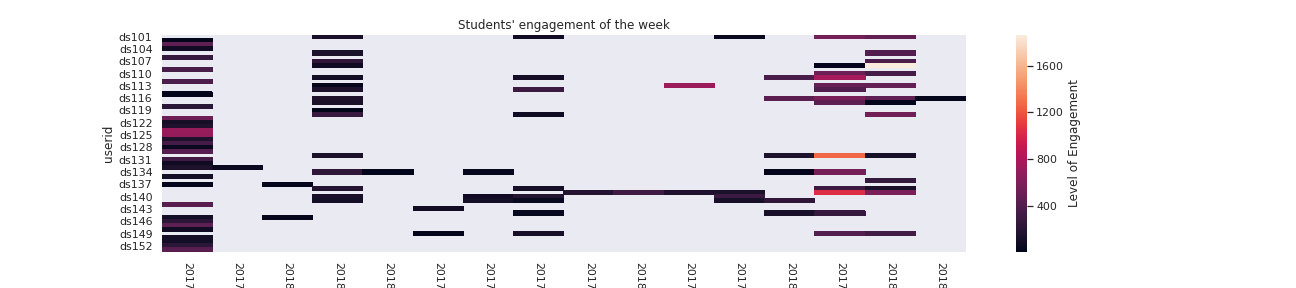 Students' engagement of the week
userid
ds101
ds104
ds107
ds110
ds113
ds116
ds119
ds122
ds125
ds128
ds131
ds134
ds137
ds140
ds143
ds146
ds149
ds152
2017
2017
2018
2018
2018
2017
2017
2017
2017
2018
2017
2017
2018
2017
2018
2018
1600
1200
800
400
Level of Engagement